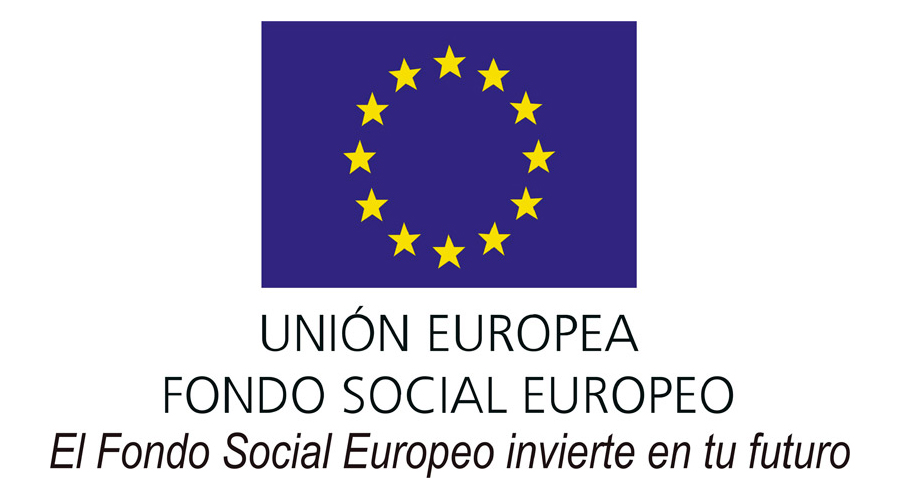 UNIÓN EUROPEA
FONDO SOCIAL EUROPEO
El Fondo Social Europeo invierte en tu futuro